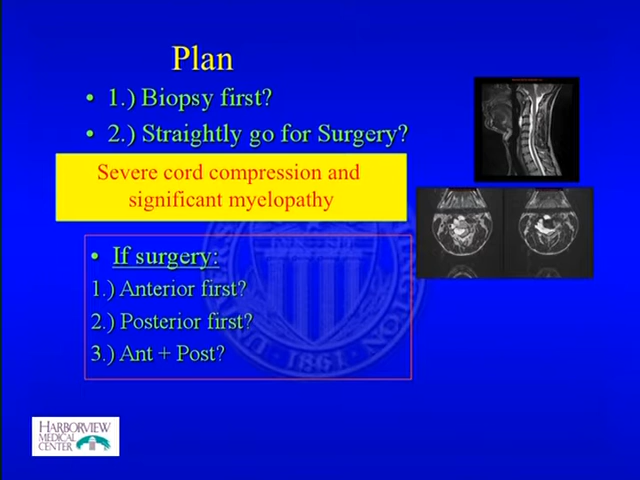 Plan
• 1.) Biopsy first?
• 2.) Straightly go for Surgery?
Severe cord compression and
significant myelopathy
• If surgery:
1.) Anterior first?
2.) Posterior first?
3.) Ant + Post?
1861
HARBORVIEW
MEDICAL
CENTER